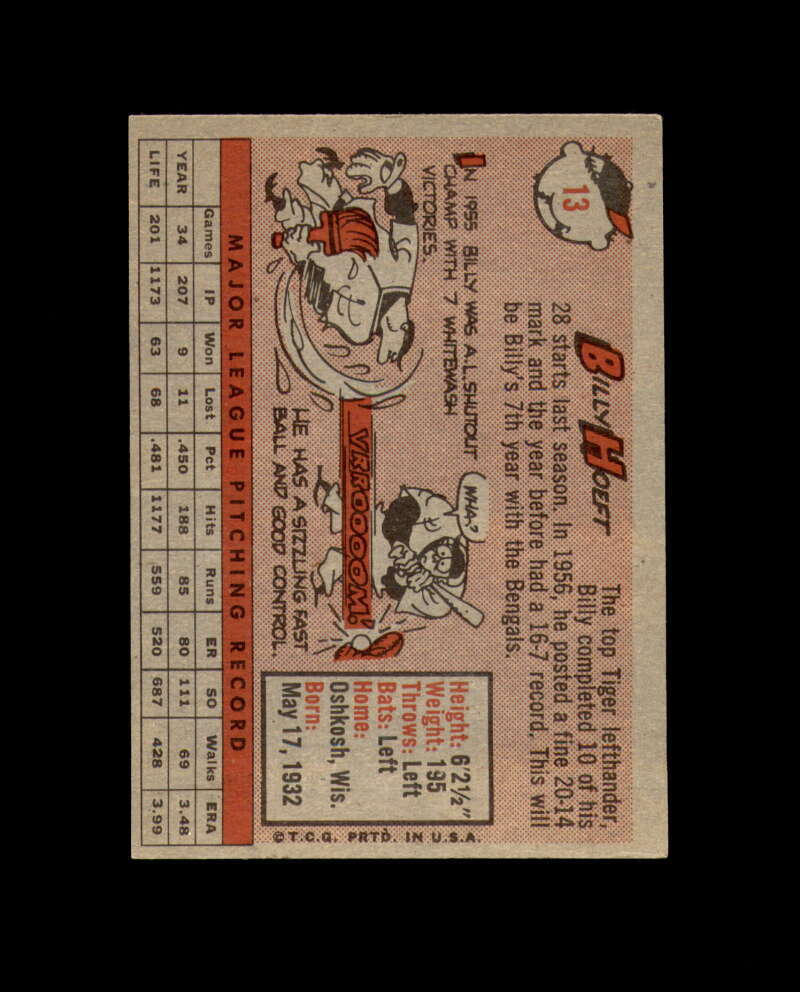 13
BILLY HOEFT
The top Tiger lefthander,
Billy completed 10 of his
28 starts last season. In 1956, he posted a fine 20-14
mark and the year before had a 16-7 record. This will
be Billy's 7th year with the Bengals.
IN 1955 BILLY WAS A.L. SHUTOUT
CHAMP WITH 7 WHITEWASH
VICTORIES.
WHA?
VRROOOOM!
HE HAS A SIZZLING FAST
BALL AND GOOD CONTROL.
Height: 6'2½"
Weight: 195
Throws: Left
Bats: Left
Home:
Oshkosh, Wis.
Born:
May 17, 1932
©T.C.G. PRTD. IN U.S.A.
MAJOR LEAGUE PITCHING RECORD
Games IP Won Lost Pct Hits Runs ER SO Walks ERA
YEAR 34 207 9 11 .450 188 85 80 111 69 3.48
LIFE 201 1173 63 68 .481 1177 559 520 687 428 3.99